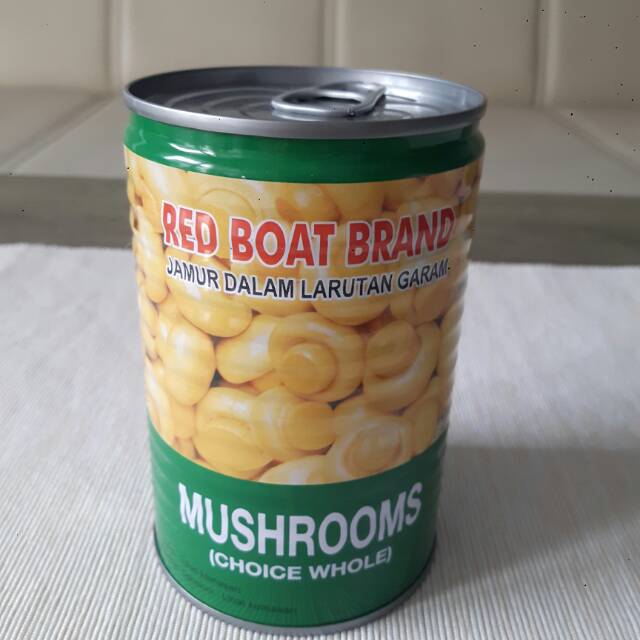 RED BOAT BRAND
JAMUR DALAM LARUTAN GARAM
MUSHROOMS
(CHOICE WHOLE)